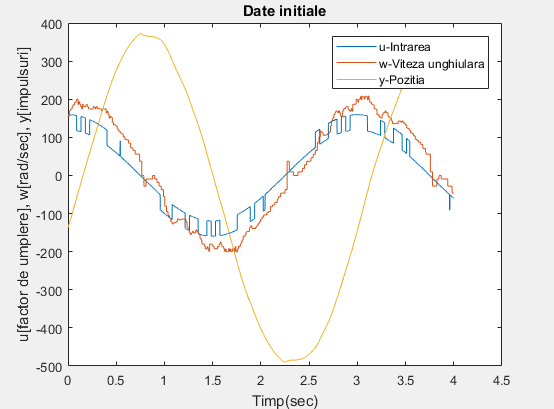 Date initiale
u-Intrarea
w-Viteza unghiulara
y-Pozitia
u[factor de umplere], w[rad/sec], y[impulsuri]
400
300
200
100
0
-100
-200
-300
-400
-500
0 0.5 1 1.5 2 2.5 3 3.5 4 4.5
Timp(sec)